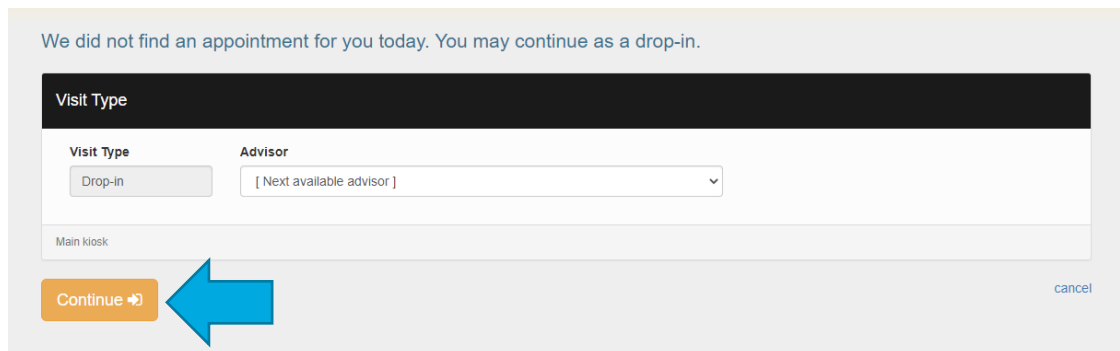 We did not find an appointment for you today. You may continue as a drop-in.
Visit Type
Visit Type Advisor
Drop-in [ Next available advisor ]
Main kiosk
Continue cancel